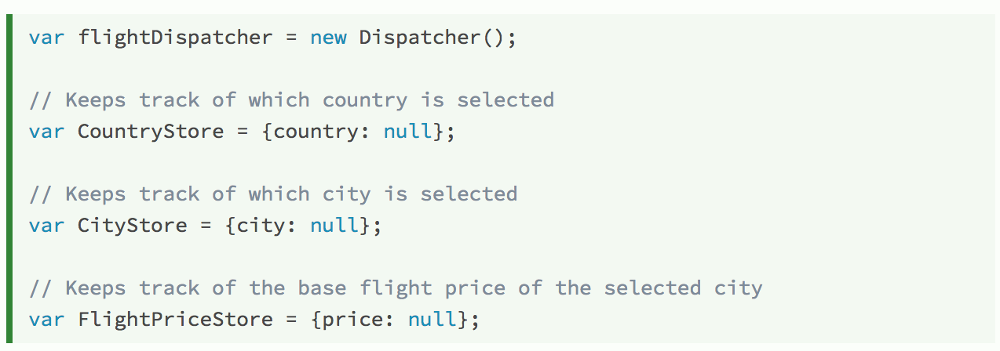 var flightDispatcher = new Dispatcher();
// Keeps track of which country is selected
var CountryStore = {country: null};
// Keeps track of which city is selected
var CityStore = {city: null};
// Keeps track of the base flight price of the selected city
var FlightPriceStore = {price: null};